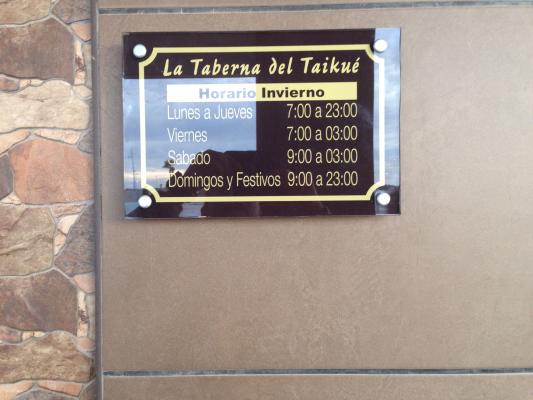 La Taberna del Taikué
Horario Invierno
Lunes a Jueves 7:00 a 23:00
Viernes 7:00 a 03:00
Sabado 9:00 a 03:00
Domingos y Festivos 9:00 a 23:00